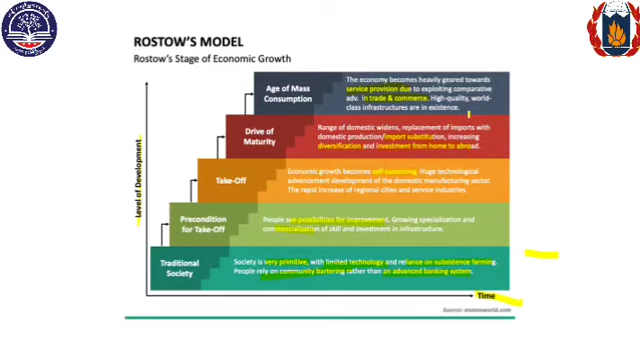 ROSTOW'S MODEL
Rostow's Stage of Economic Growth
Age of Mass
Consumption
The economy becomes heavily geared towards
service provision due to exploiting comparative
adv. In trade & commerce. High-quality, world-
class infrastructures are in existence.
Drive of
Maturity
Range of domestic widens, replacement of imports with
domestic production/import substitution, increasing
diversification and investment from home to abroad.
Take-Off
Economic growth becomes self-sustaining. Huge technological
advancement development of the domestic manufacturing sector.
The rapid increase of regional cities and service industries.
Precondition
for Take-Off
People see possibilities for improvement. Growing specialization and
commercialization of skill and investment in infrastructure.
Traditional
Society
Society is very primitive, with limited technology and reliance on subsistence farming.
People rely on community bartering rather than an advanced banking system.
Level of Development
Time